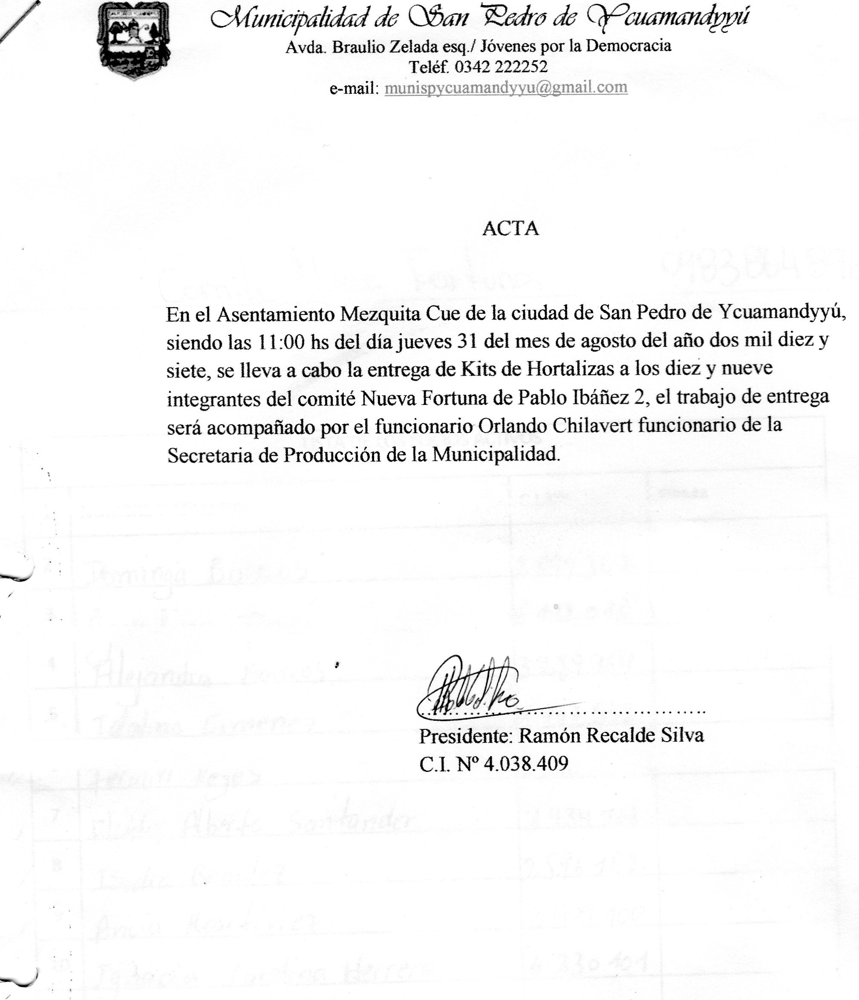 Municipalidad de San Pedro de Ycuamandyyú
Avda. Braulio Zelada esq./ Jóvenes por la Democracia
Teléf. 0342 222252
e-mail: munispycuamandyyu@gmail.com
ACTA
En el Asentamiento Mezquita Cue de la ciudad de San Pedro de Ycuamandyyú,
siendo las 11:00 hs del día jueves 31 del mes de agosto del año dos mil diez y
siete, se lleva a cabo la entrega de Kits de Hortalizas a los diez y nueve
integrantes del comité Nueva Fortuna de Pablo Ibáñez 2, el trabajo de entrega
será acompañado por el funcionario Orlando Chilavert funcionario de la
Secretaria de Producción de la Municipalidad.
Presidente: Ramón Recalde Silva
C.I. Nº 4.038.409